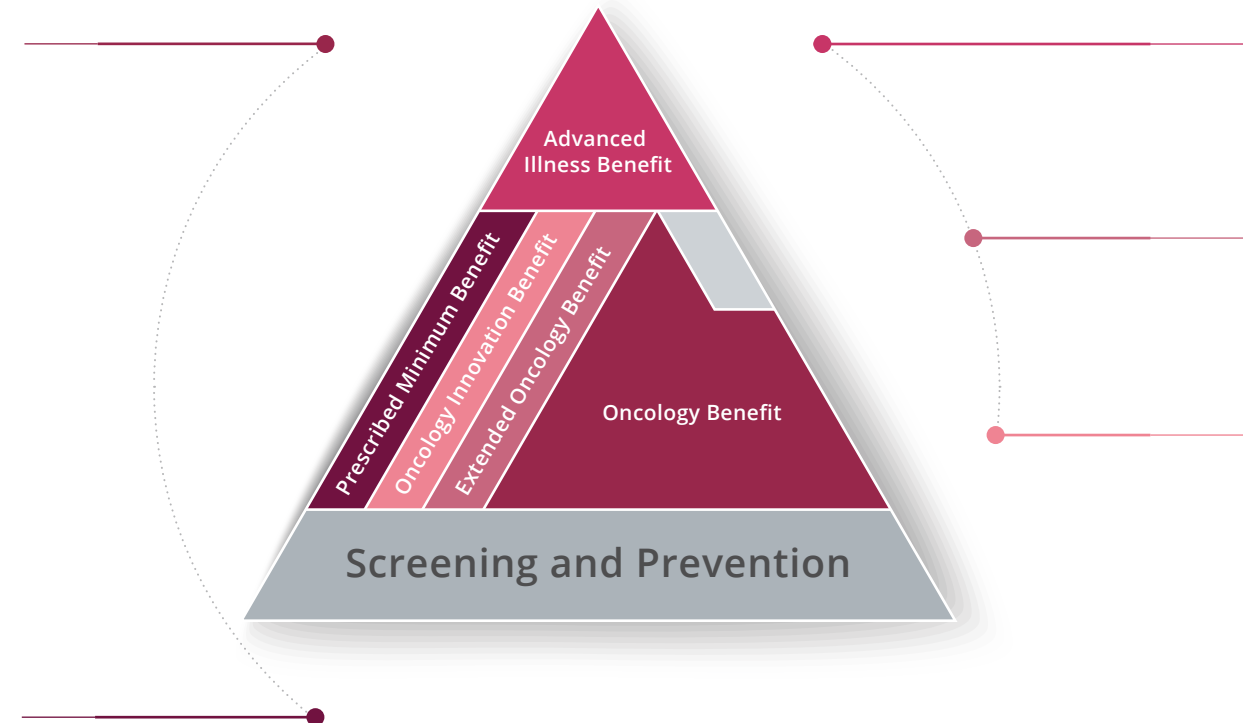 Advanced
Illness Benefit
Prescribed Minimum Benefit
Oncology Innovation Benefit
Extended Oncology Benefit
Oncology Benefit
Screening and Prevention